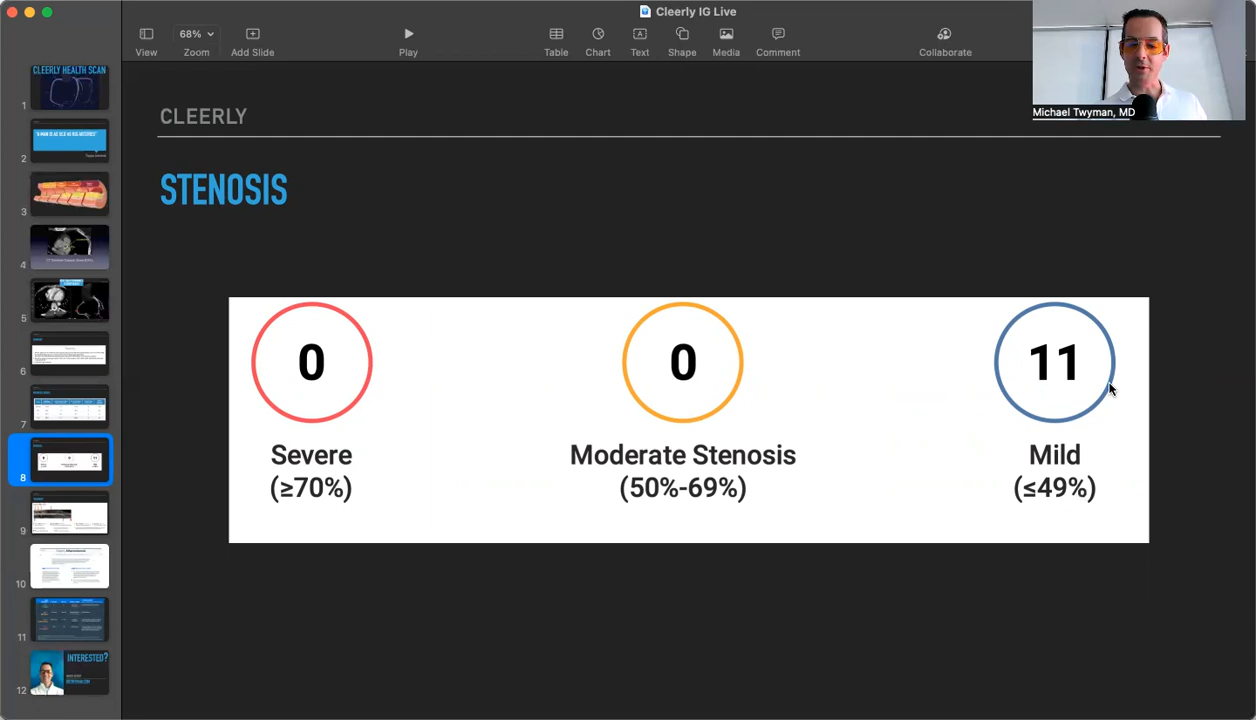 Cleerly IG Live
View
68%
Zoom
Add Slide
Play
Table
Chart
Text
Shape
Media
Comment
Collaborate
Michael Twyman, MD
CLEERLY HEALTH SCAN
1
2
3
4
5
6
7
8
9
10
11
INTERESTED?
12
CLEERLY
STENOSIS
0
0
11
Severe
Moderate Stenosis
Mild
(≥70%)
(50%-69%)
(≤49%)